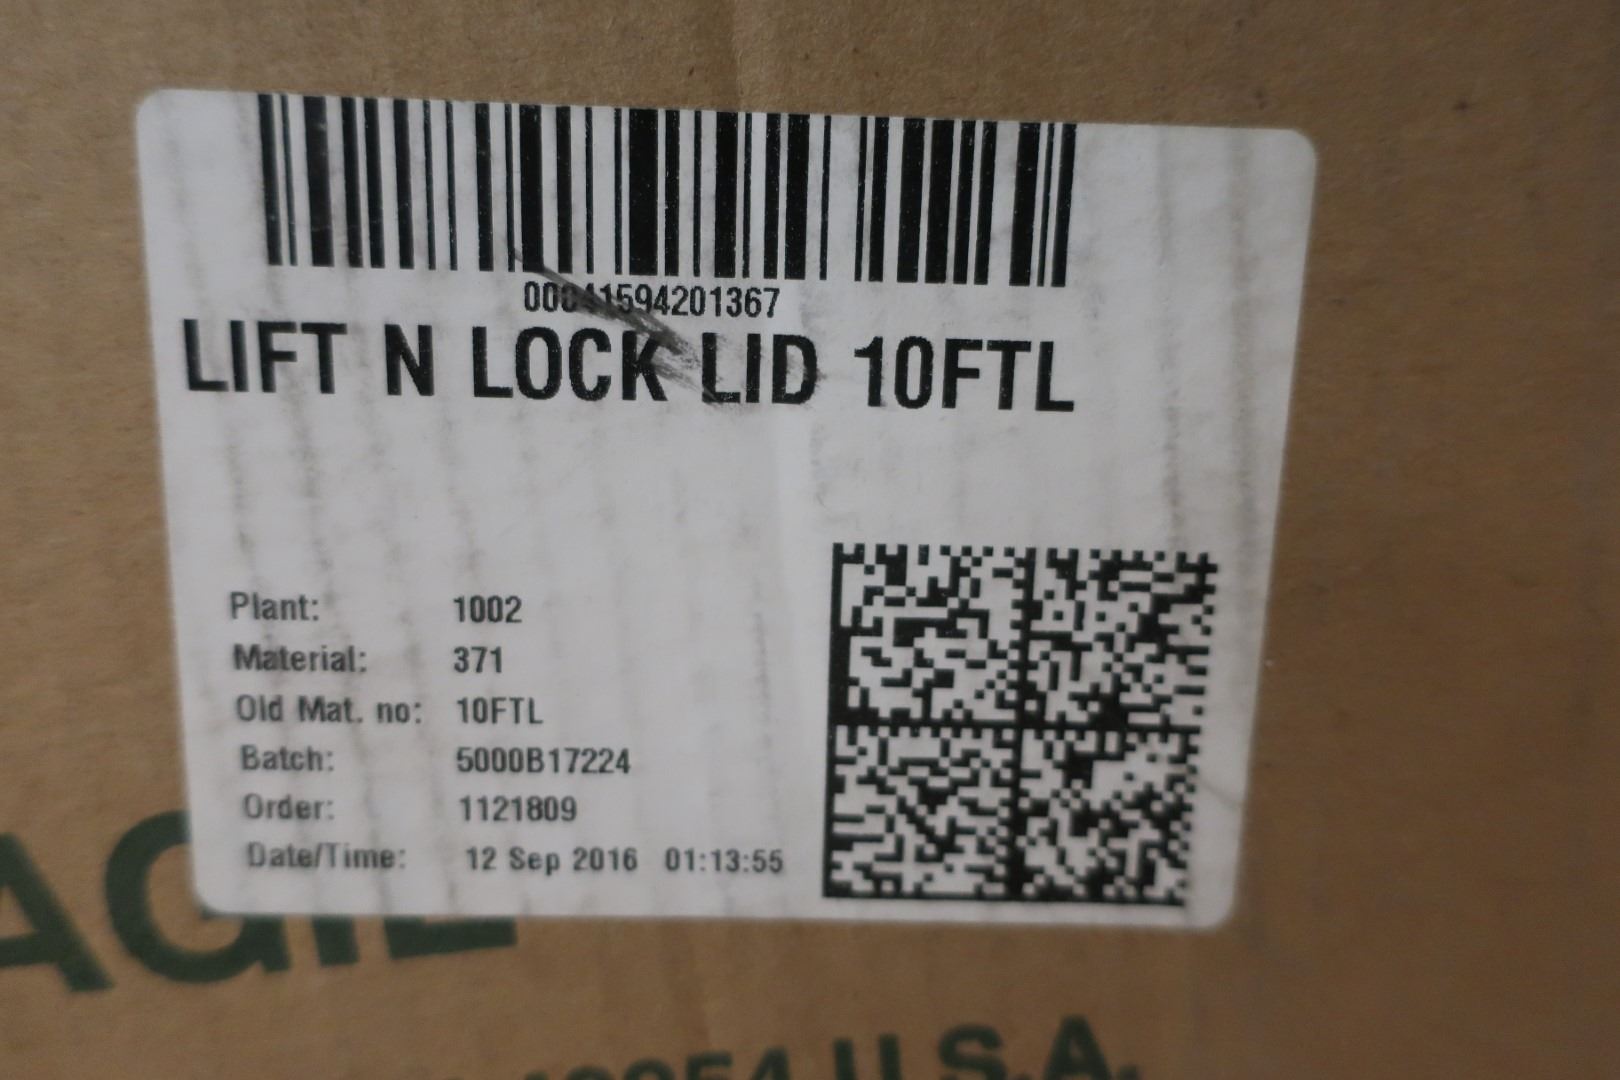 00041594201367
LIFT N LOCK LID 10FTL
Plant: 1002
Material: 371
Old Mat. no: 10FTL
Batch: 5000B17224
Order: 1121809
Date/Time: 12 Sep 2016 01:13:55
AGILE
U.S.A.